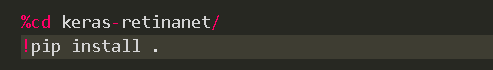 %cd keras-retinanet/
!pip install .